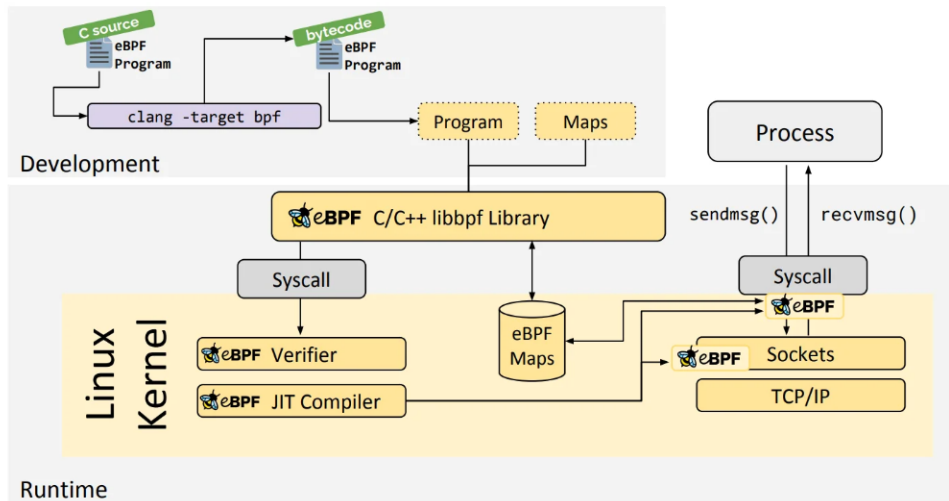 C source
eBPF
Program
bytecode
eBPF
Program
clang -target bpf
Program
Maps
Development
Process
sendmsg()
recvmsg()
eBPF C/C++ libbpf Library
Syscall
Syscall
eBPF
Linux
Kernel
eBPF Verifier
eBPF
Maps
eBPF
Sockets
eBPF JIT Compiler
TCP/IP
Runtime